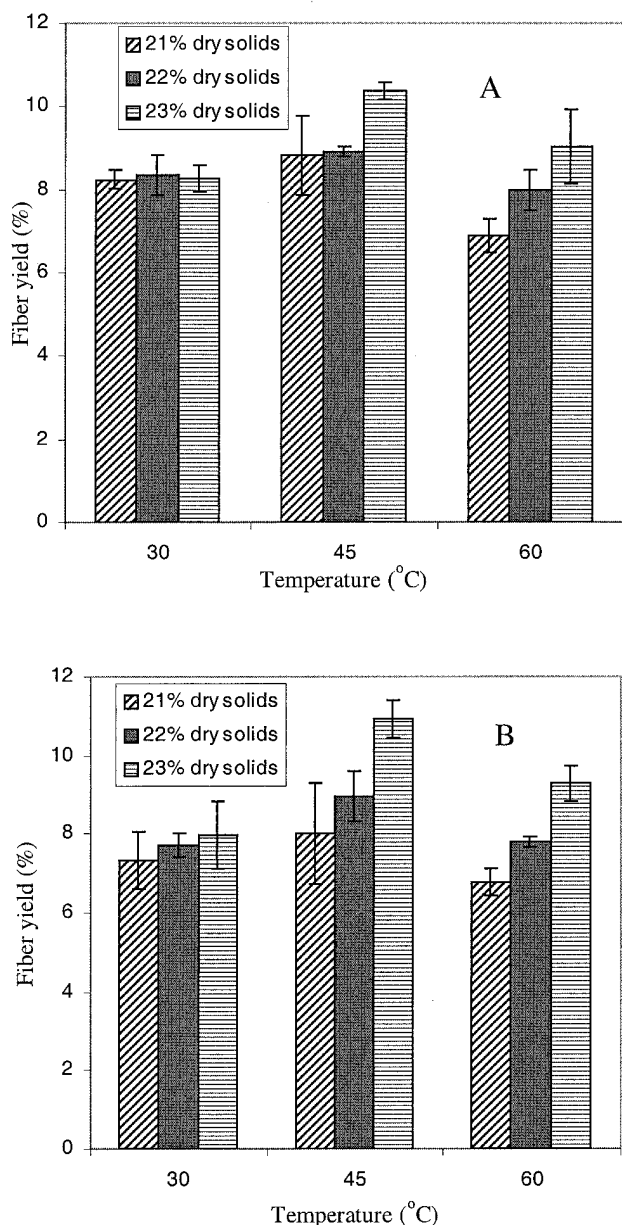 12
21% dry solids
22% dry solids
23% dry solids
A
10
8
6
4
2
0
Fiber yield (%)
30 45 60
Temperature (°C)
12
21% dry solids
22% dry solids
23% dry solids
B
10
8
6
4
2
0
Fiber yield (%)
30 45 60
Temperature (°C)